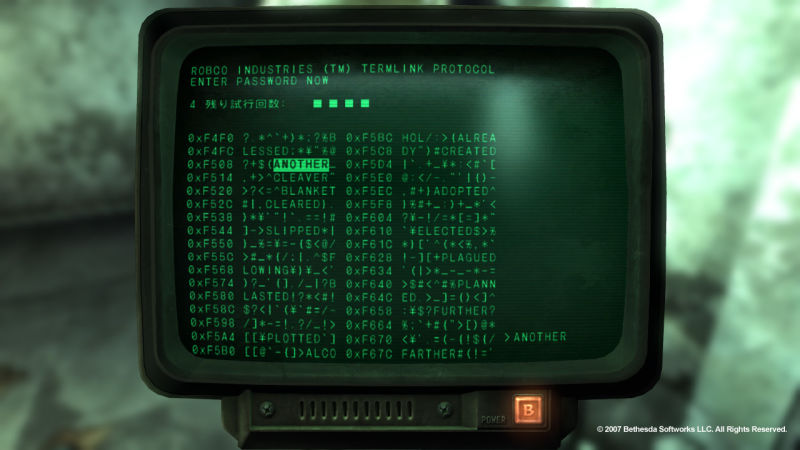 ROBCO INDUSTRIES (TM) TERMLINK PROTOCOL
ENTER PASSWORD NOW
4 残り試行回数:
0xF4F0 ?.*^`+)*;?%B
0xF4FC LESSED;*¥"%@
0xF508 ?+$(ANOTHER_
0xF514 .+>^CLEAVER"
0xF520 >?<=^BLANKET
0xF52C #|,CLEARED).
0xF538 )*¥`"!`.==!#
0xF544 ]->SLIPPED*|
0xF550 )_%=¥=-($<@/
0xF55C >#_*(/;|.^$F
0xF568 LOWING¥)¥_<`
0xF574 )?_`(]./_|?B
0xF580 LASTED!?*<#!
0xF58C $?<|`(¥`#=/-
0xF598 /]*-=!.?/_!>
0xF5A4 [[¥PLOTTED`]
0xF5B0 [[@`-(]>ALCO
0xF5BC HOL/:>(ALREA
0xF5C8 DY")#CREATED
0xF5D4 |`.+_¥*:<#`[
0xF5E0 @:</-."`|()-
0xF5EC ,#+)ADOPTED^
0xF5F8 )%#+_:)+_*`<
0xF604 ?¥-!/=*[=]*"
0xF610 `¥ELECTED$>%
0xF61C *)[`^(*<%,*`
0xF628 !-][+PLAGUED
0xF634 `(|>*_-_-*-=
0xF640 >$#<^#%PLANN
0xF64C ED.>_]=()<]^
0xF658 :¥$?FURTHER?
0xF664 %;`+#(">[)@*
0xF670 <¥`.=(-(!$(/
0xF67C FARTHER#(!='
>ANOTHER
POWER
B
© 2007 Bethesda Softworks LLC. All Rights Reserved.